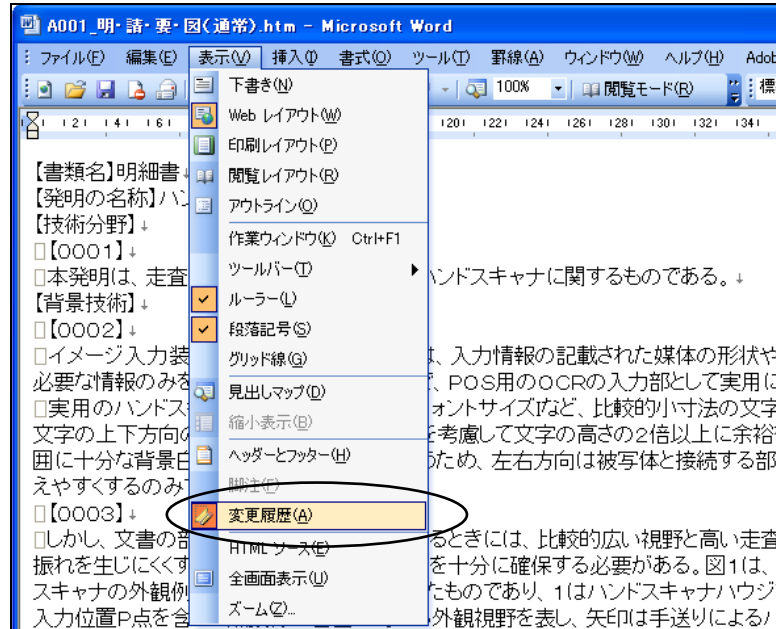 A001_明・請・要・図(通常).htm - Microsoft Word
ファイル(F) 編集(E) 表示(V) 挿入(I) 書式(O) ツール(T) 罫線(A) ウィンドウ(W) ヘルプ(H) Adob
100% 閲覧モード(R) 標
下書き(N)
Web レイアウト(W)
印刷レイアウト(P)
閲覧レイアウト(R)
アウトライン(O)
作業ウィンドウ(K) Ctrl+F1
ツールバー(T)
ルーラー(L)
段落記号(S)
グリッド線(G)
見出しマップ(D)
縮小表示(B)
ヘッダーとフッター(H)
脚注(F)
変更履歴(A)
HTML ソース(E)
全画面表示(U)
ズーム(Z)...
|2| |4| |6| |20| |22| |24| |26| |28| |30| |32| |34|
【書類名】明細書↓
【発明の名称】ハン
【技術分野】↓
□【0001】↓
□本発明は、走査 ハンドスキャナに関するものである。↓
【背景技術】↓
□【0002】↓
□イメージ入力装 は、入力情報の記載された媒体の形状や
必要な情報のみを で、POS用のOCRの入力部として実用に
□実用のハンドス ォントサイズIなど、比較的小寸法の文字
文字の上下方向の を考慮して文字の高さの2倍以上に余裕
囲に十分な背景白 ため、左右方向は被写体と接続する部
えやすくするのみ
□【0003】↓
□しかし、文書の部 るときには、比較的広い視野と高い走査
振れを生じにくくす を十分に確保する必要がある。図1は、
スキャナの外観例 たものであり、1はハンドスキャナハウジ
入力位置P点を含 外観視野を表し、矢印は手送りによるハ